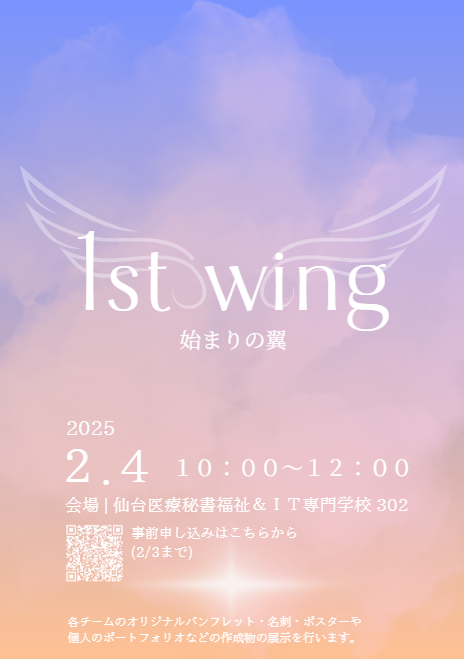 1st wing
始まりの翼
2025
2.4 10：00～12：00
会場 | 仙台医療秘書福祉＆ＩＴ専門学校 302
事前申し込みはこちらから
(2/3まで)
各チームのオリジナルパンフレット・名刺・ポスターや
個人のポートフォリオなどの作成物の展示を行います。